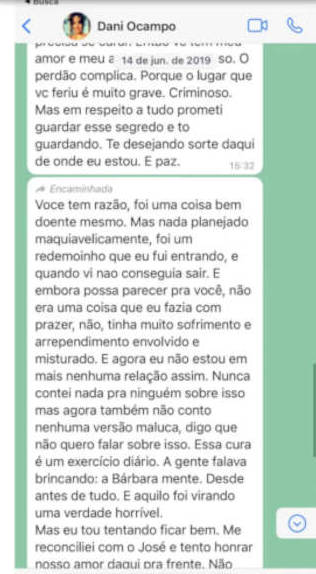 Busca
Dani Ocampo
amor e meu a 14 de jun. de 2019 so. O
perdão complica. Porque o lugar que
vc feriu é muito grave. Criminoso.
Mas em respeito a tudo prometi
guardar esse segredo e to
guardando. Te desejando sorte daqui
de onde eu estou. E paz.
15:32
Encaminhada
Voce tem razão, foi uma coisa bem
doente mesmo. Mas nada planejado
maquiavelicamente, foi um
redemoinho que eu fui entrando, e
quando vi nao conseguia sair. E
embora possa parecer pra você, não
era uma coisa que eu fazia com
prazer, não, tinha muito sofrimento e
arrependimento envolvido e
misturado. E agora eu não estou em
mais nenhuma relação assim. Nunca
contei nada pra ninguém sobre isso
mas agora também não conto
nenhuma versão maluca, digo que
não quero falar sobre isso. Essa cura
é um exercício diário. A gente falava
brincando: a Bárbara mente. Desde
antes de tudo. E aquilo foi virando
uma verdade horrível.
Mas eu tou tentando ficar bem. Me
reconciliei com o José e tento honrar
nosso amor daqui pra frente. Não